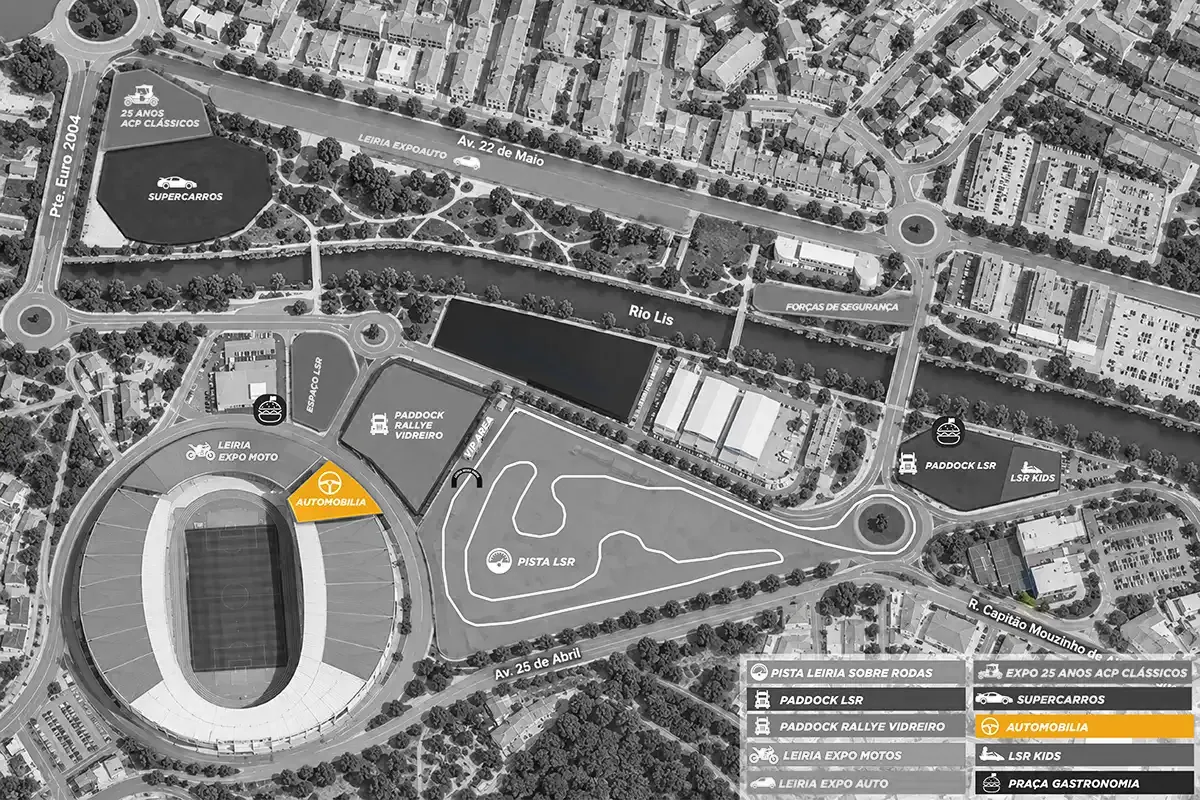 25 ANOS
ACP CLÁSSICOS
Pte. Euro 2004
SUPERCARROS
LEIRIA EXPOAUTO
Av. 22 de Maio
Rio Lis
FORÇAS DE SEGURANÇA
ESPAÇO LSR
PADDOCK
RALLYE
VIDREIRO
VIP AREA
LEIRIA
EXPO MOTO
AUTOMOBILIA
PADDOCK LSR
LSR KIDS
PISTA LSR
Av. 25 de Abril
R. Capitão Mouzinho de
PISTA LEIRIA SOBRE RODAS
PADDOCK LSR
PADDOCK RALLYE VIDREIRO
LEIRIA EXPO MOTOS
LEIRIA EXPO AUTO
EXPO 25 ANOS ACP CLÁSSICOS
SUPERCARROS
AUTOMOBILIA
LSR KIDS
PRAÇA GASTRONOMIA